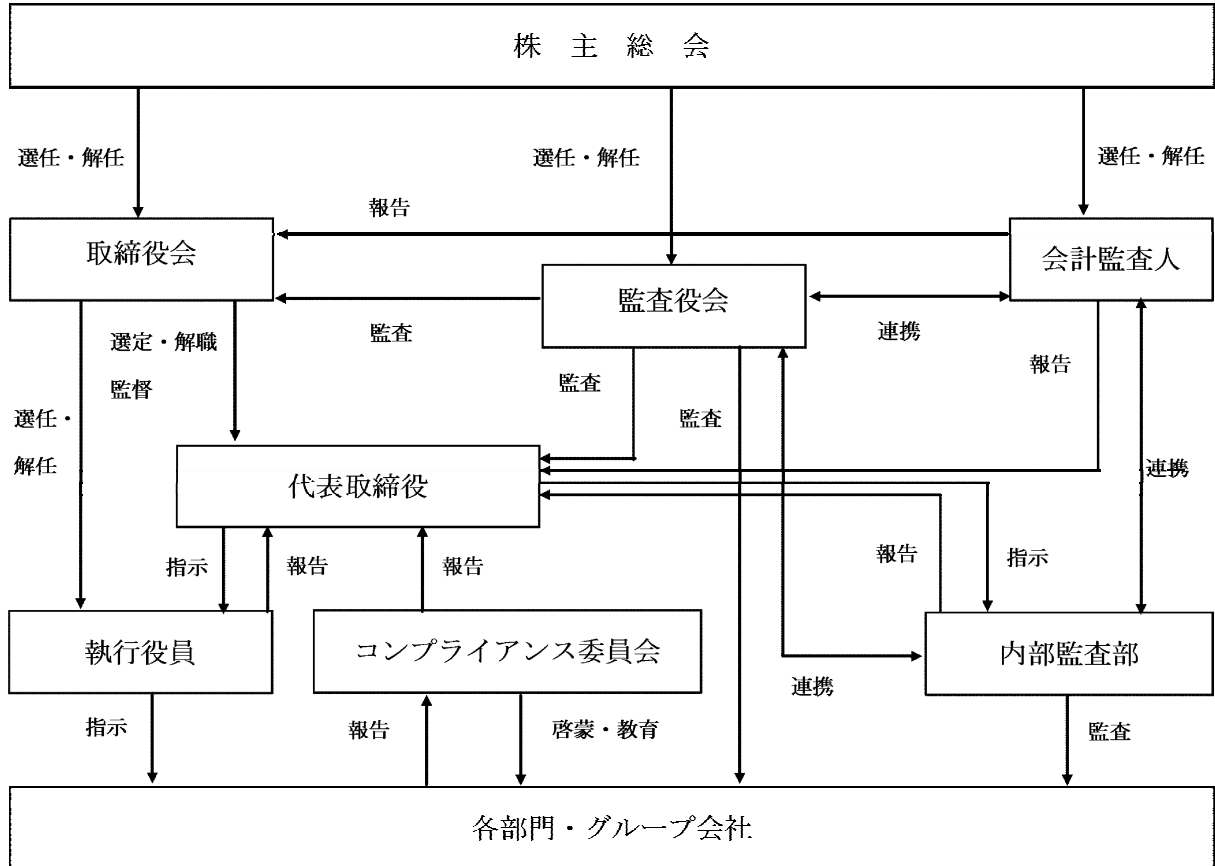 株 主 総 会
選任・解任
選任・解任
選任・解任
報告
取締役会
会計監査人
監査役会
監査
連携
選定・解職
監督
報告
監査
監査
選任・
解任
連携
代表取締役
指示
報告
報告
報告
指示
執行役員
コンプライアンス委員会
内部監査部
連携
指示
報告
啓蒙・教育
監査
各部門・グループ会社